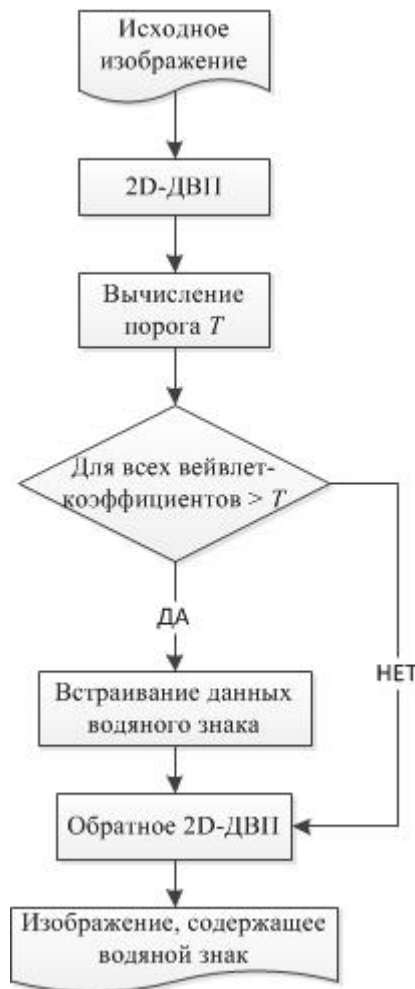 Исходное
изображение
2D-ДВП
Вычисление
порога T
Для всех вейвлет-
коэффициентов > T
ДА
НЕТ
Встраивание данных
водяного знака
Обратное 2D-ДВП
Изображение, содержащее
водяной знак